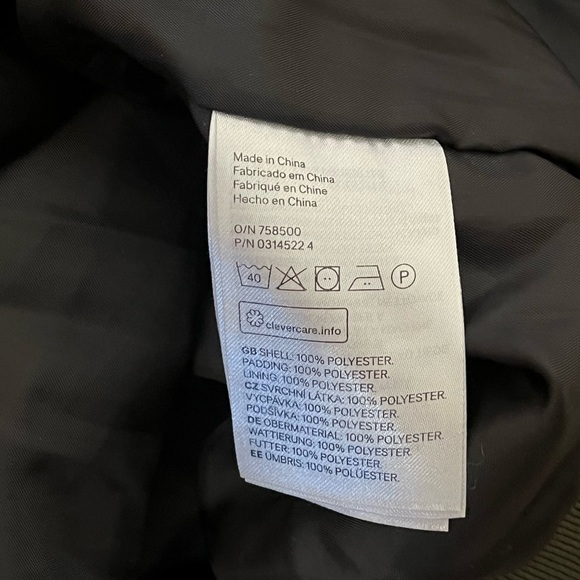 Made in China
Fabricado em China
Fabriqué en Chine
Hecho en China
O/N 758500
P/N 0314522 4
40 P
clevercare.info
GB SHELL: 100% POLYESTER.
PADDING: 100% POLYESTER.
LINING: 100% POLYESTER.
CZ SVRCHNÍ LÁTKA: 100% POLYESTER.
VYCPÁVKA: 100% POLYESTER.
PODŠÍVKA: 100% POLYESTER.
DE OBERMATERIAL: 100% POLYESTER.
WATTIERUNG: 100% POLYESTER.
FUTTER: 100% POLYESTER.
EE ÜMBRIS: 100% POLÜESTER.